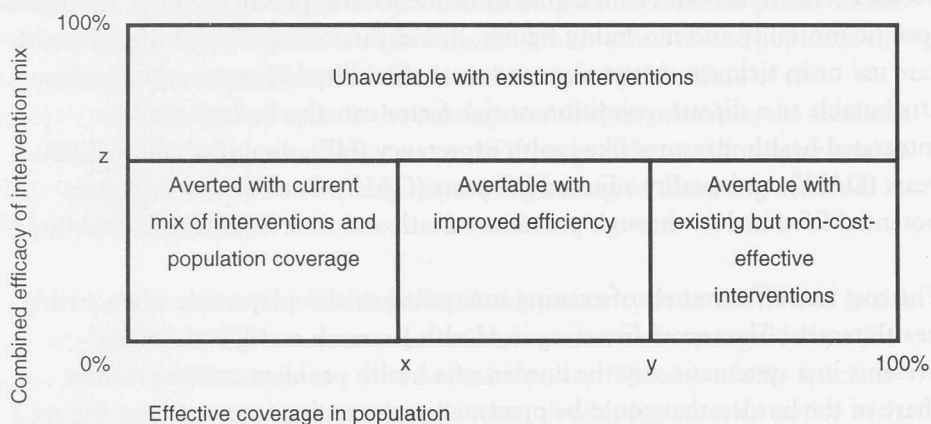 100%
Unavertable with existing interventions
z
Averted with current
mix of interventions and
population coverage
Avertable with
improved efficiency
Avertable with
existing but non-cost-
effective
interventions
0%
x
y
100%
Effective coverage in population
Combined efficacy of intervention mix